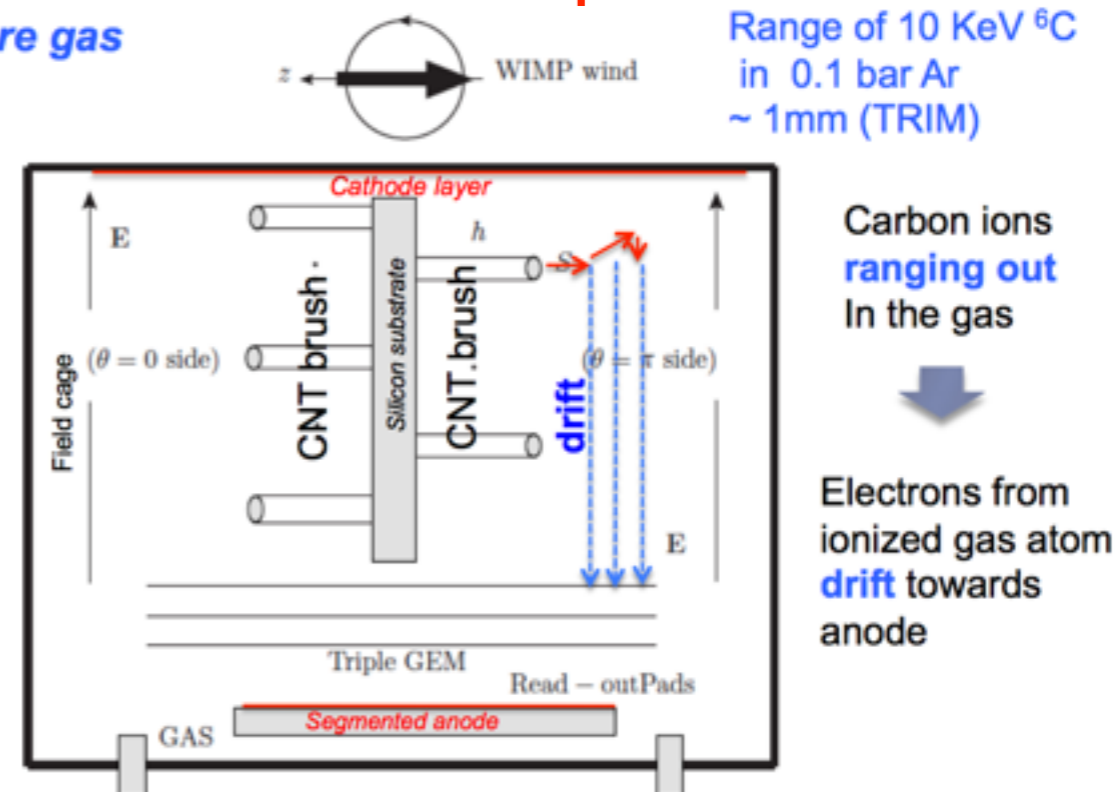 re gas
Range of 10 KeV ⁶C
in 0.1 bar Ar
~ 1mm (TRIM)
z
WIMP wind
Cathode layer
E
h
S
Carbon ions
ranging out
In the gas
Field cage
(θ = 0 side)
CNT brush
Silicon substrate
CNT.brush
drift
(θ = π side)
E
Electrons from
ionized gas atom
drift towards
anode
Triple GEM
Read – outPads
Segmented anode
GAS